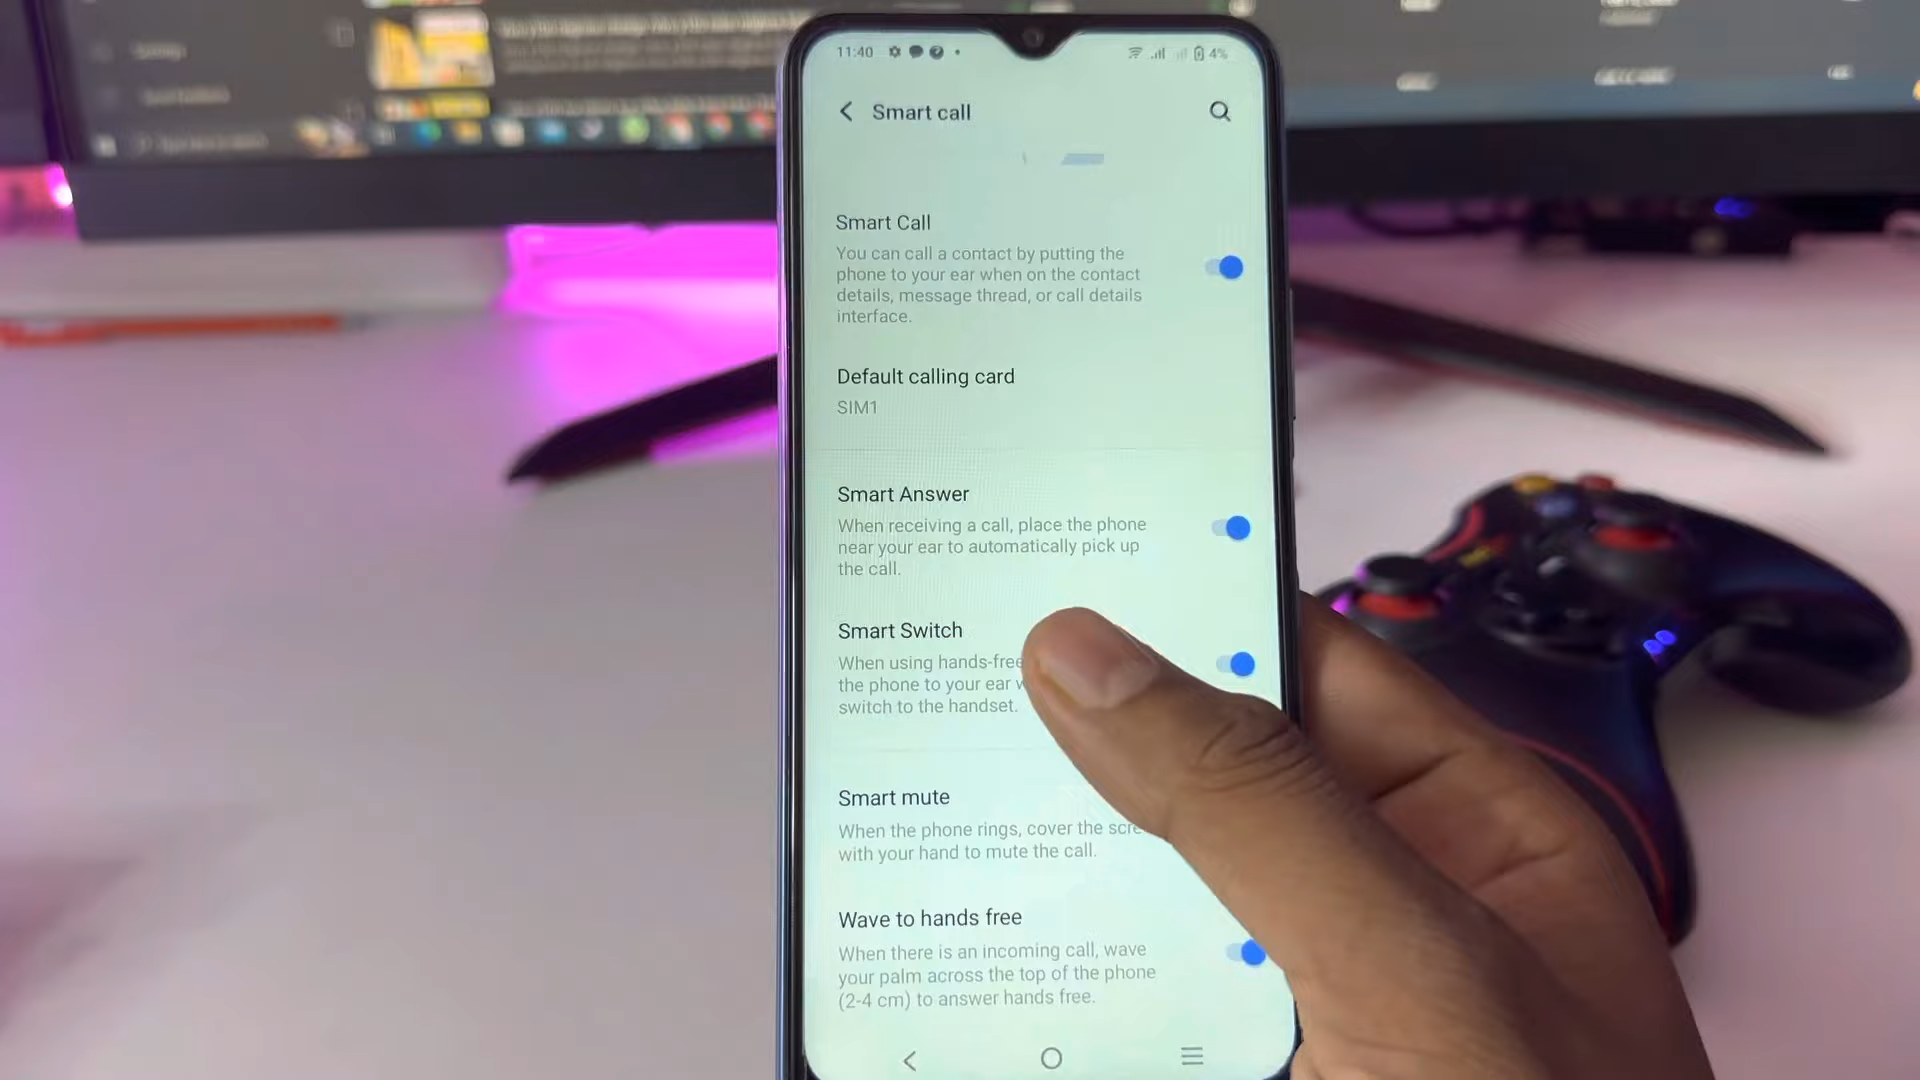 11:40
4%
Smart call
Smart Call
You can call a contact by putting the
phone to your ear when on the contact
details, message thread, or call details
interface.
Default calling card
SIM1
Smart Answer
When receiving a call, place the phone
near your ear to automatically pick up
the call.
Smart Switch
When using hands-free
the phone to your ear
switch to the handset.
Smart mute
When the phone rings, cover the
with your hand to mute the call.
Wave to hands free
When there is an incoming call, wave
your palm across the top of the phone
(2-4 cm) to answer hands free.